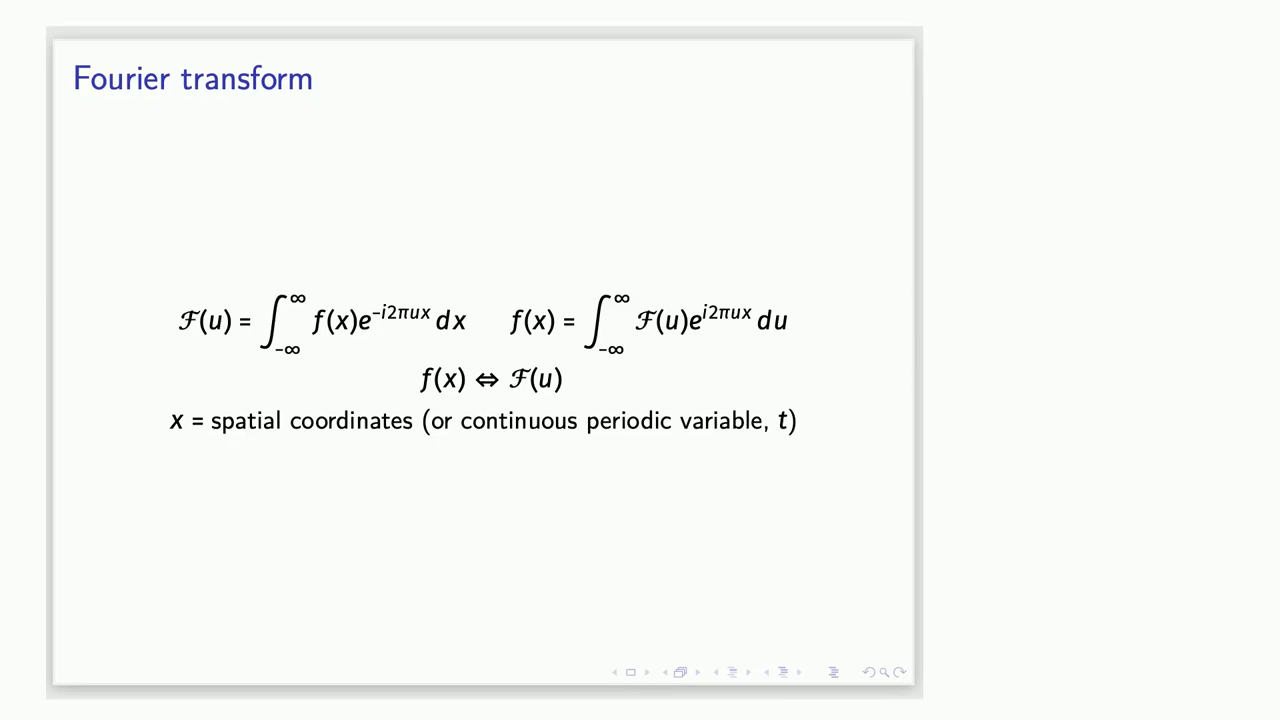 Fourier transform
ℱ(u) = ∫_{-∞}^{∞} f(x)e^{-i2πux} dx f(x) = ∫_{-∞}^{∞} ℱ(u)e^{i2πux} du
f(x) ⇔ ℱ(u)
x = spatial coordinates (or continuous periodic variable, t)